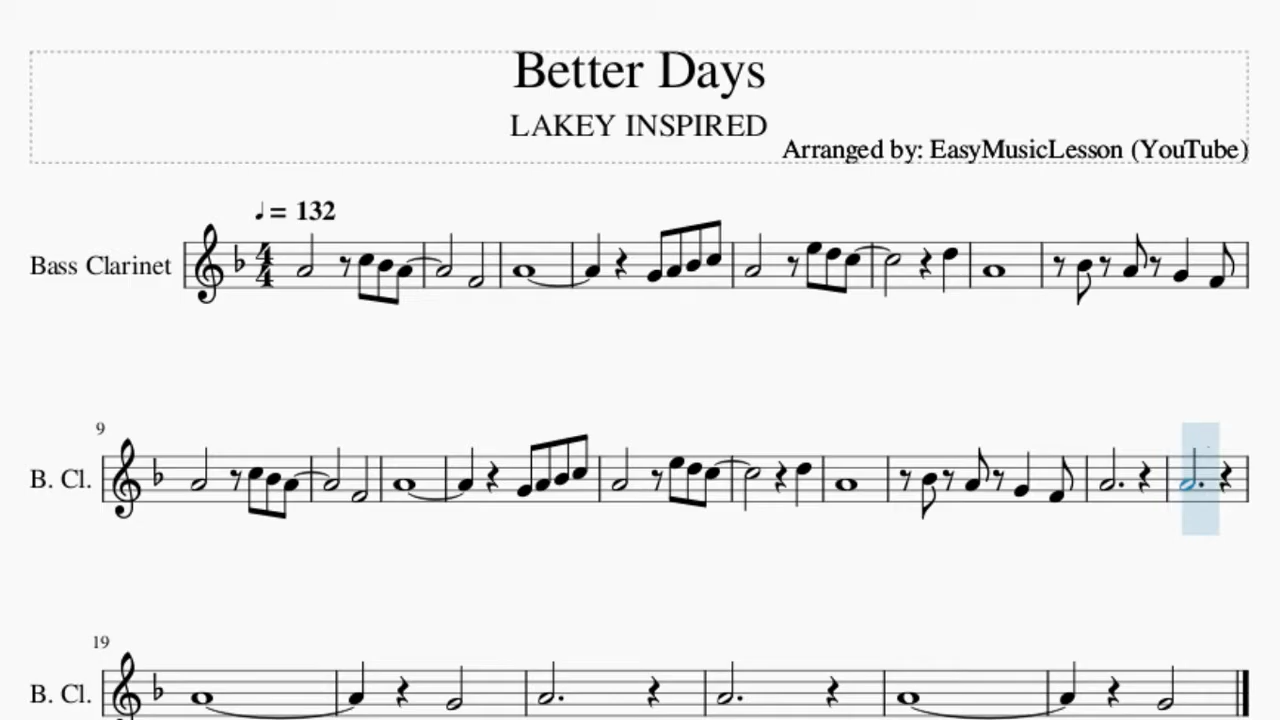 Better Days
LAKEY INSPIRED
Arranged by: EasyMusicLesson (YouTube)
♩= 132
Bass Clarinet
4
4
9
B. Cl.
19
B. Cl.